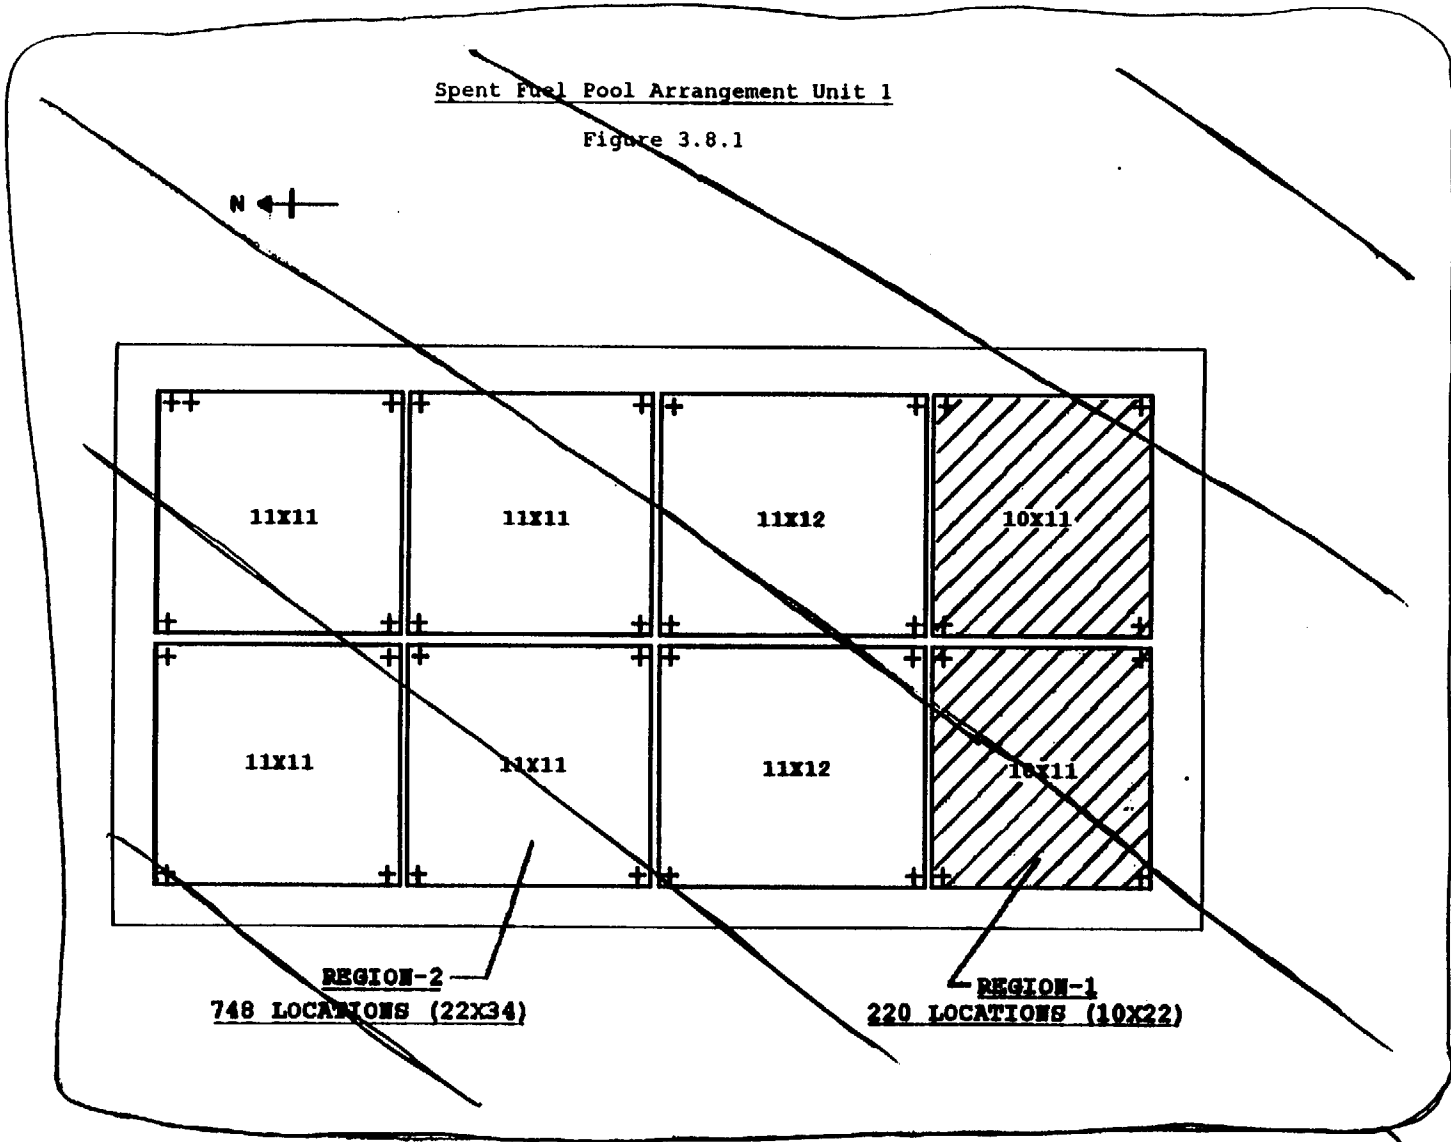 Spent Fuel Pool Arrangement Unit 1
Figure 3.8.1
N
11X11
11X11
11X12
10X11
11X11
11X11
11X12
10X11
REGION-2
748 LOCATIONS (22X34)
REGION-1
220 LOCATIONS (10X22)